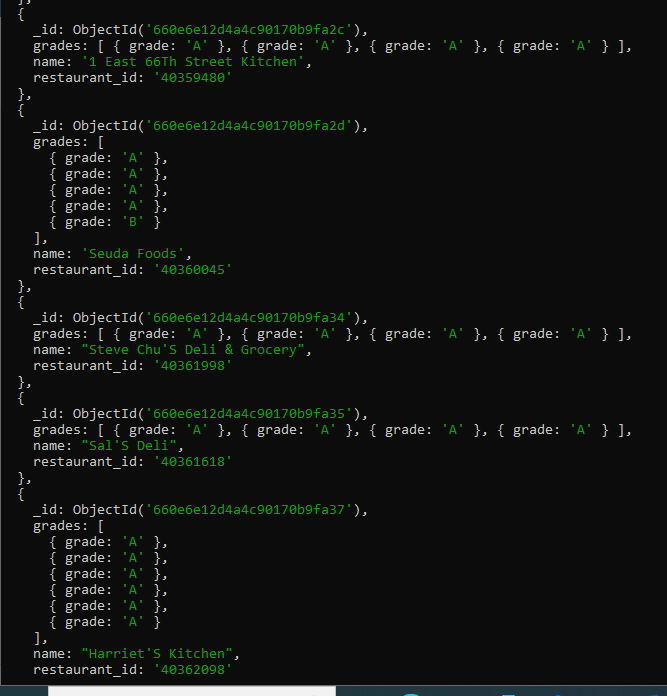 },
{
_id: ObjectId('660e6e12d4a4c90170b9fa2c'),
grades: [ { grade: 'A' }, { grade: 'A' }, { grade: 'A' }, { grade: 'A' } ],
name: '1 East 66Th Street Kitchen',
restaurant_id: '40359480'
},
{
_id: ObjectId('660e6e12d4a4c90170b9fa2d'),
grades: [
{ grade: 'A' },
{ grade: 'A' },
{ grade: 'A' },
{ grade: 'A' },
{ grade: 'B' }
],
name: 'Seuda Foods',
restaurant_id: '40360045'
},
{
_id: ObjectId('660e6e12d4a4c90170b9fa34'),
grades: [ { grade: 'A' }, { grade: 'A' }, { grade: 'A' }, { grade: 'A' } ],
name: "Steve Chu'S Deli & Grocery",
restaurant_id: '40361998'
},
{
_id: ObjectId('660e6e12d4a4c90170b9fa35'),
grades: [ { grade: 'A' }, { grade: 'A' }, { grade: 'A' }, { grade: 'A' } ],
name: "Sal'S Deli",
restaurant_id: '40361618'
},
{
_id: ObjectId('660e6e12d4a4c90170b9fa37'),
grades: [
{ grade: 'A' },
{ grade: 'A' },
{ grade: 'A' },
{ grade: 'A' },
{ grade: 'A' },
{ grade: 'A' }
],
name: "Harriet'S Kitchen",
restaurant_id: '40362098'